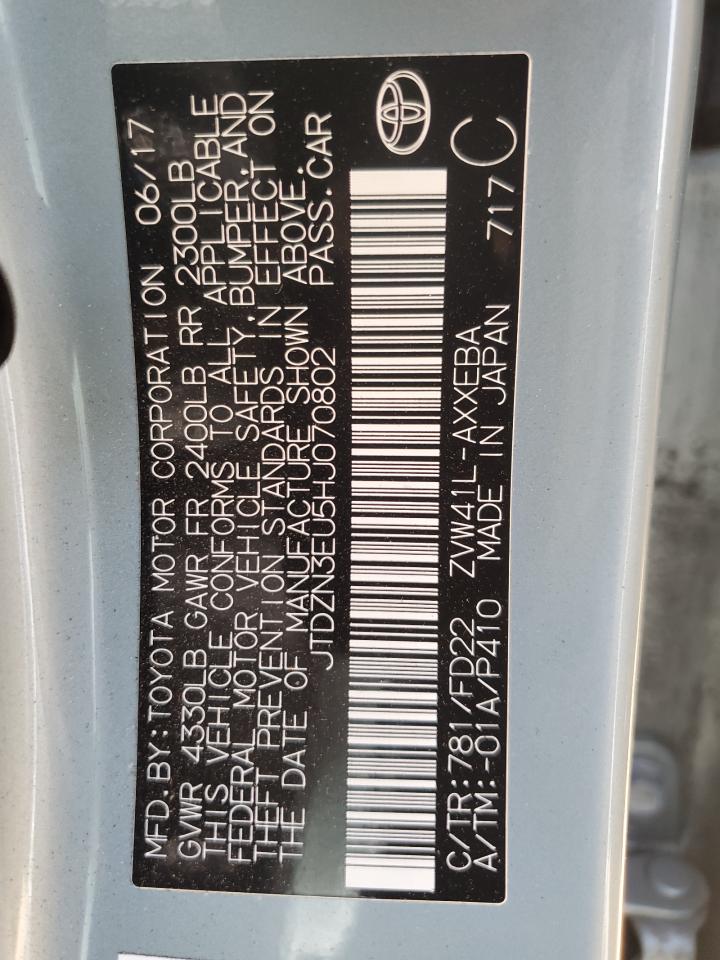 MFD.BY:TOYOTA MOTOR CORPORATION 06/17
GVWR 4330LB GAWR FR 2400LB RR 2300LB
THIS VEHICLE CONFORMS TO ALL APPLICABLE
FEDERAL MOTOR VEHICLE SAFETY,BUMPER,AND
THEFT PREVENTION STANDARDS IN EFFECT ON
THE DATE OF MANUFACTURE SHOWN ABOVE.
JTDZN3EU5HJ070802 PASS.CAR
C/TR:781/FD22 ZVW41L-AXXEBA
A/TM:-01A/P410 MADE IN JAPAN 717 C